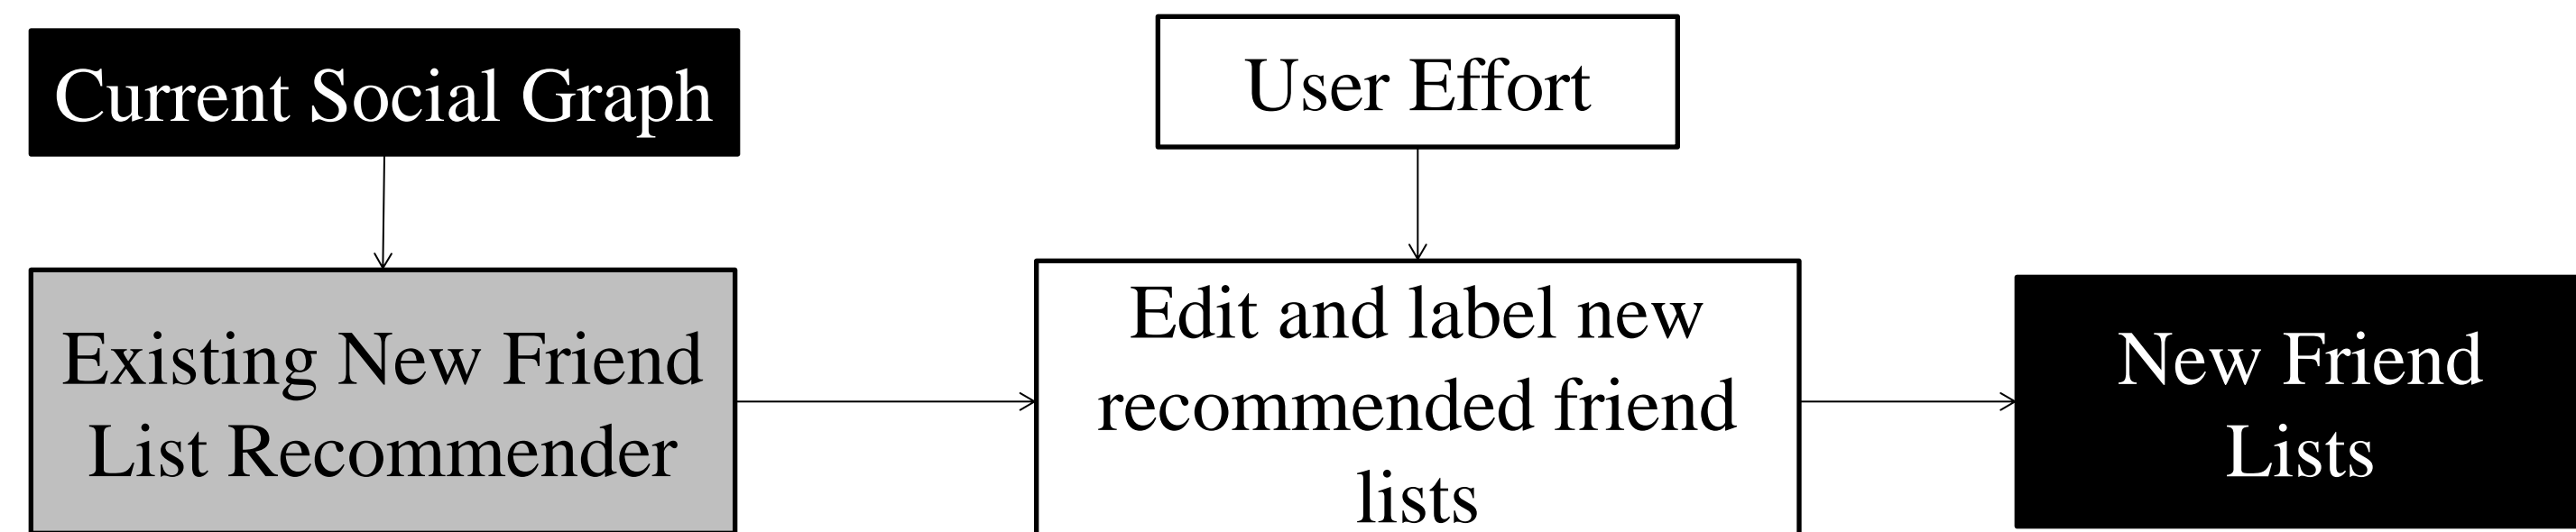 Current Social Graph
User Effort
Existing New Friend
List Recommender
Edit and label new
recommended friend
lists
New Friend
Lists